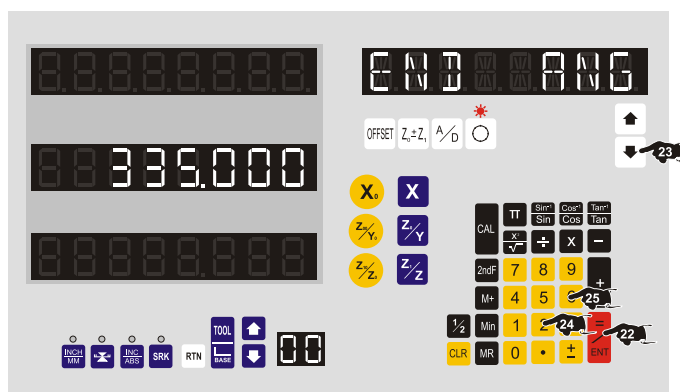 END ANG
335.000
OFFSET Z₀±Z₁ A/D
23
X₀ X
Z₀/Y₀ Z₁/Y
Z₀/Z₀ Z₁/Z
CAL π Sin⁻¹ Sin Cos⁻¹ Cos Tan⁻¹ Tan
X² √ ÷ X −
2ndF 7 8 9 +
M+ 4 5 25
½ Min 1 2 24 = 22
CLR MR 0 • ± ENT
INCH MM INC ABS SRK RTN TOOL BASE 00